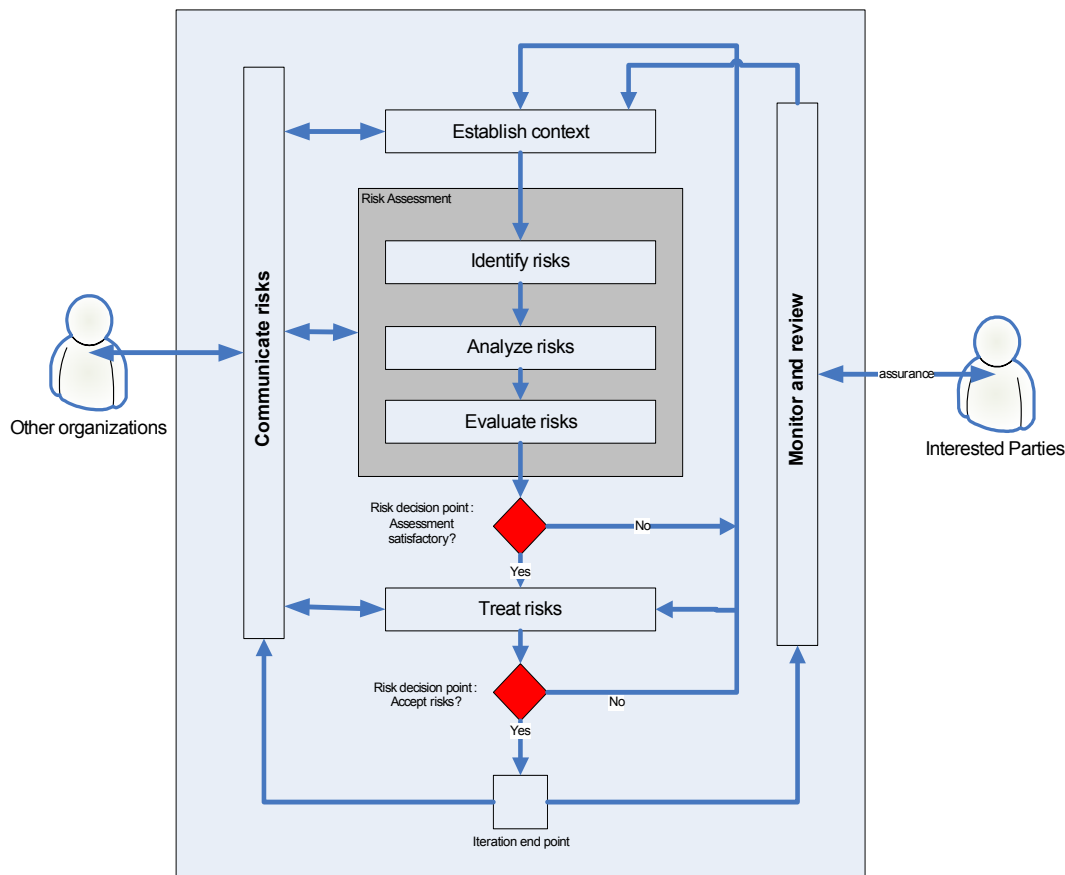 Establish context
Risk Assessment
Identify risks
Communicate risks
Analyze risks
Monitor and review
assurance
Other organizations
Interested Parties
Evaluate risks
Risk decision point :
Assessment
satisfactory?
No
Yes
Treat risks
Risk decision point :
Accept risks?
No
Yes
Iteration end point